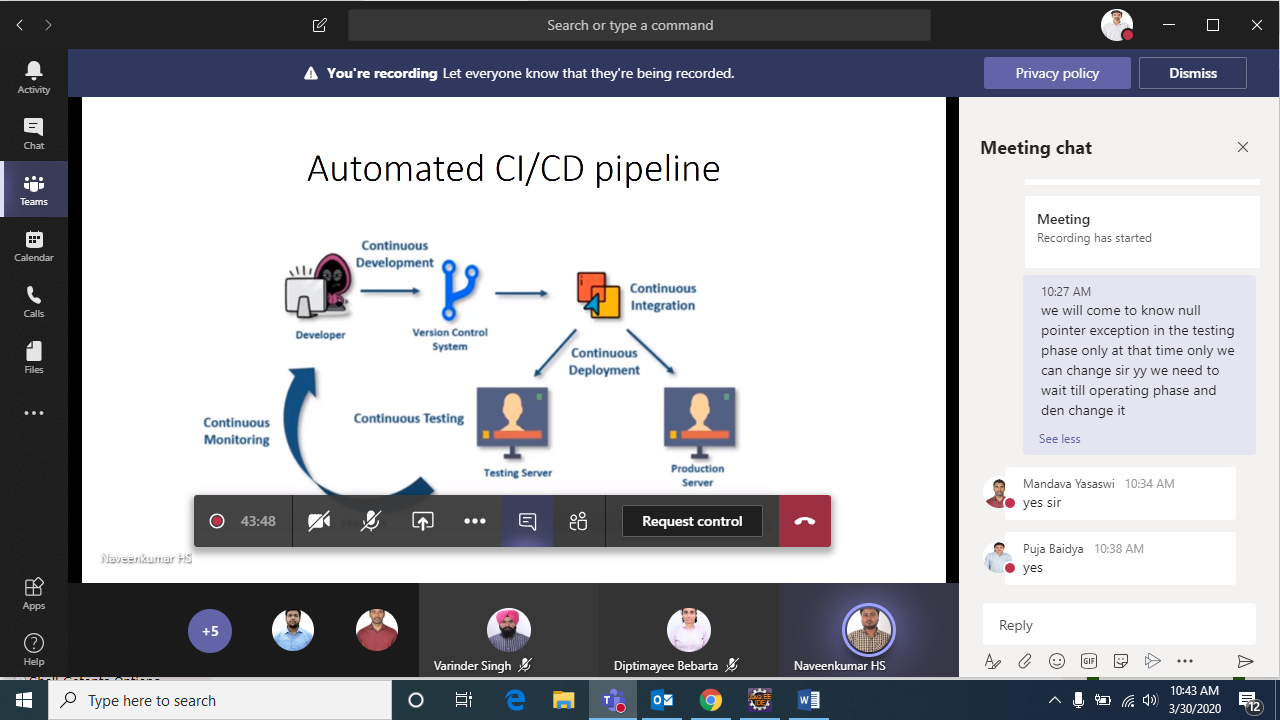 Search or type a command
You're recording Let everyone know that they're being recorded.
Privacy policy
Dismiss
Activity
Chat
Teams
Calendar
Calls
Files
Apps
Help
Automated CI/CD pipeline
Continuous
Development
Developer
Version Control
System
Continuous
Integration
Continuous
Deployment
Continuous
Monitoring
Continuous Testing
Testing Server
Production
Server
43:48
Request control
Naveenkumar HS
+5
Varinder Singh
Diptimayee Bebarta
Naveenkumar HS
Meeting chat
Meeting
Recording has started
10:27 AM
we will come to know null
pointer exception in the testing
phase only at that time only we
can change sir yy we need to
wait till operating phase and
den change it
See less
Mandava Yasaswi 10:34 AM
yes sir
Puja Baidya 10:38 AM
yes
Reply
GIF
Type here to search
Java EE
IDE
10:43 AM
3/30/2020
12